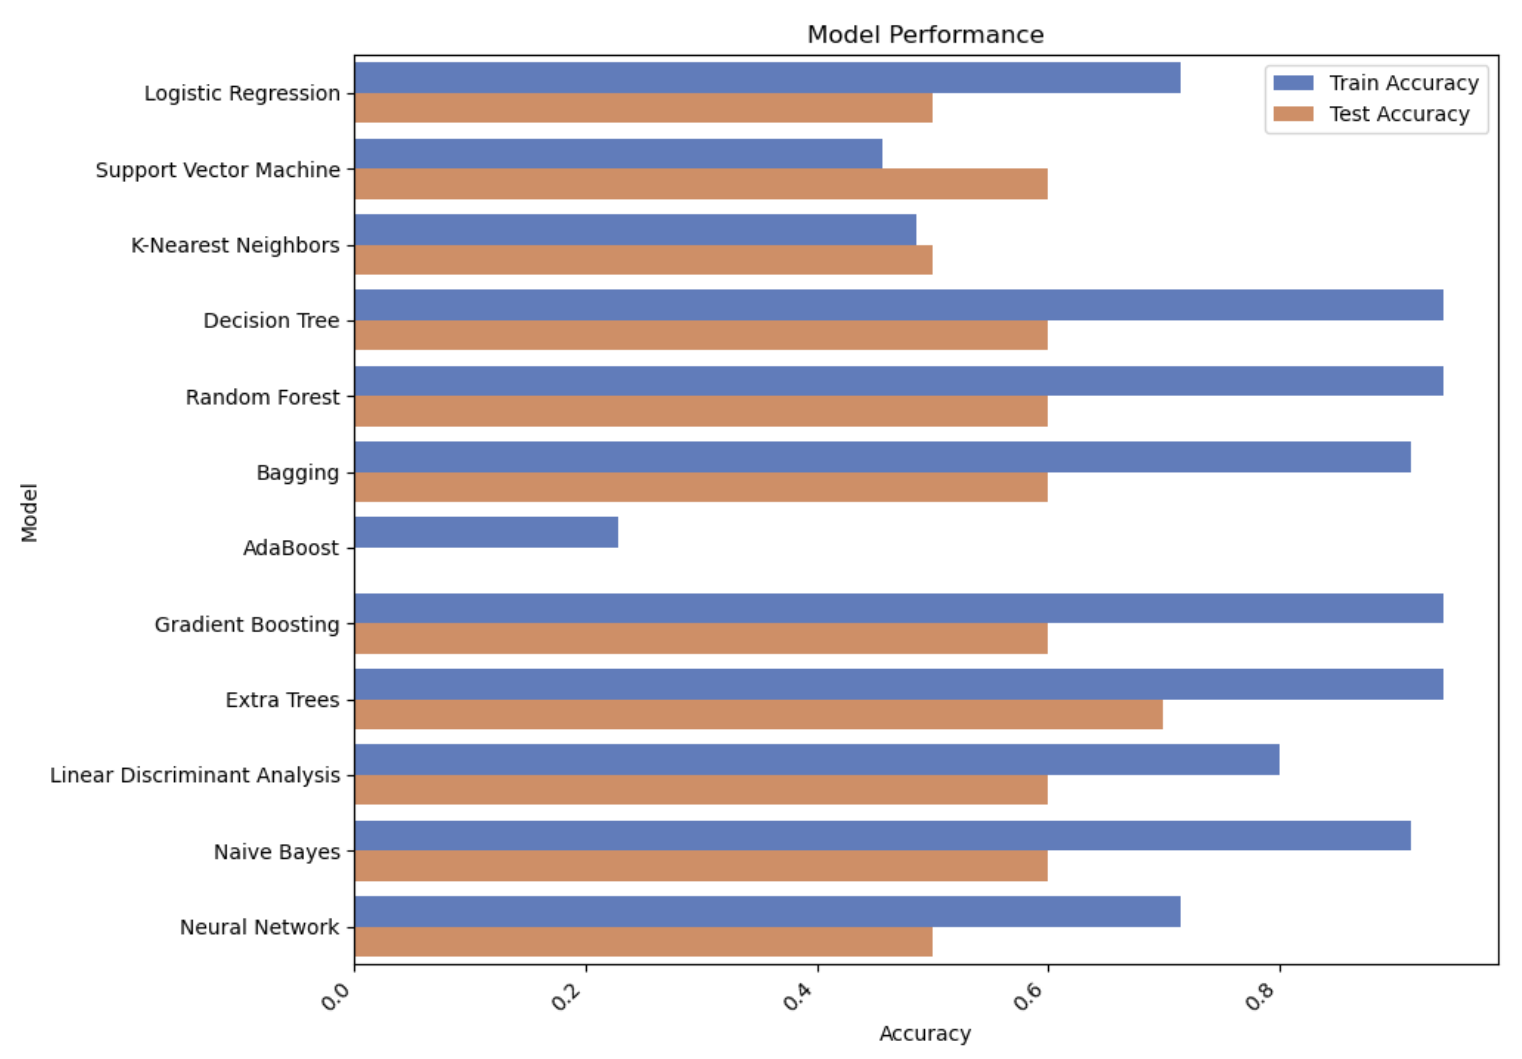 Model Performance
Train Accuracy
Test Accuracy
Logistic Regression
Support Vector Machine
K-Nearest Neighbors
Decision Tree
Random Forest
Bagging
AdaBoost
Gradient Boosting
Extra Trees
Linear Discriminant Analysis
Naive Bayes
Neural Network
Model
0.0 0.2 0.4 0.6 0.8
Accuracy